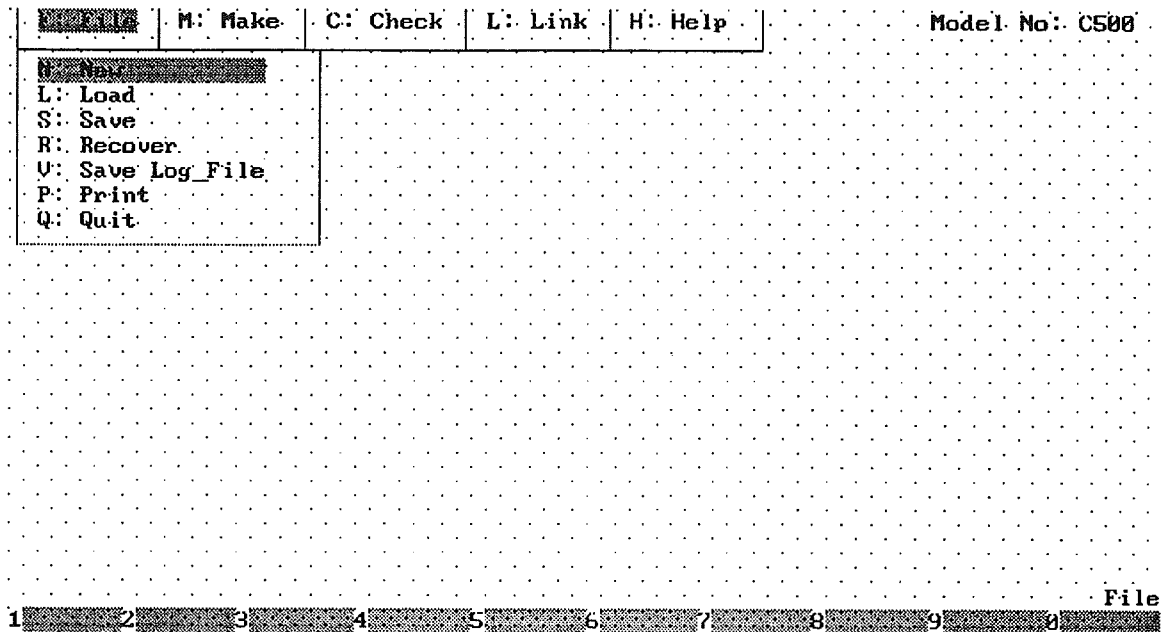 F: File M: Make C: Check L: Link H: Help Model No: C500
N: New
L: Load
S: Save
R: Recover
V: Save Log_File
P: Print
Q: Quit
File
1 2 3 4 5 6 7 8 9 0